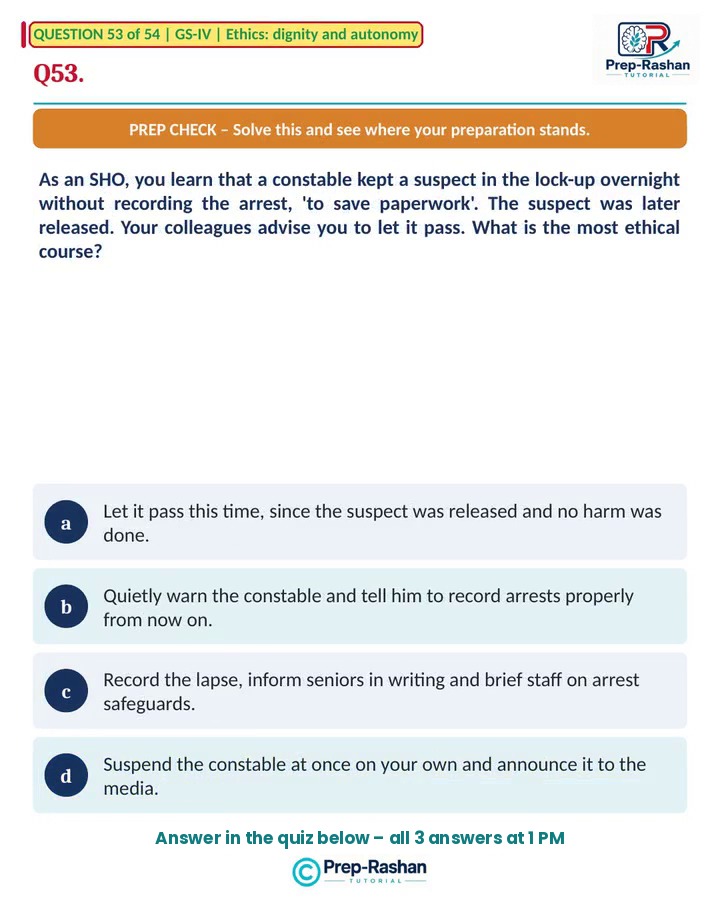 QUESTION 53 of 54 | GS-IV | Ethics: dignity and autonomy
Prep-Rashan
TUTORIAL
Q53.
PREP CHECK – Solve this and see where your preparation stands.
As an SHO, you learn that a constable kept a suspect in the lock-up overnight
without recording the arrest, 'to save paperwork'. The suspect was later
released. Your colleagues advise you to let it pass. What is the most ethical
course?
a
Let it pass this time, since the suspect was released and no harm was
done.
b
Quietly warn the constable and tell him to record arrests properly
from now on.
c
Record the lapse, inform seniors in writing and brief staff on arrest
safeguards.
d
Suspend the constable at once on your own and announce it to the
media.
Answer in the quiz below – all 3 answers at 1 PM
© Prep-Rashan
TUTORIAL